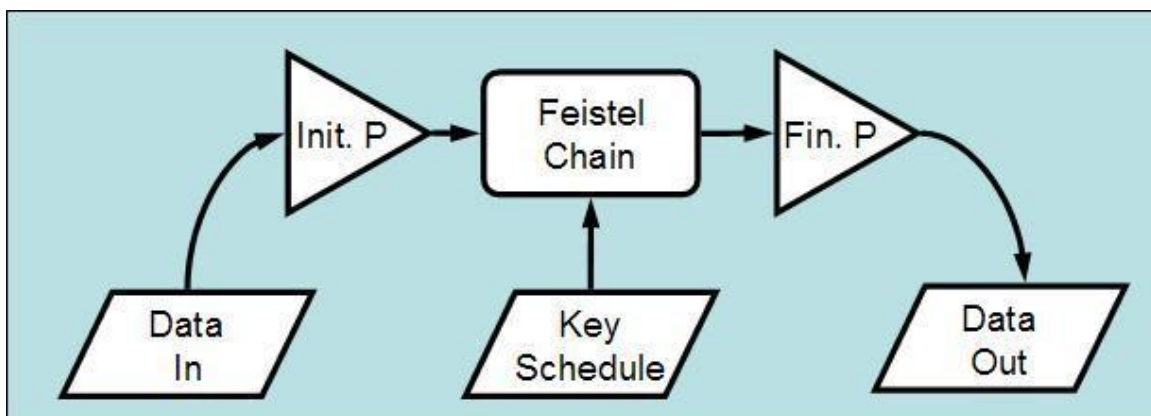 Init. P
Feistel
Chain
Fin. P
Data
In
Key
Schedule
Data
Out